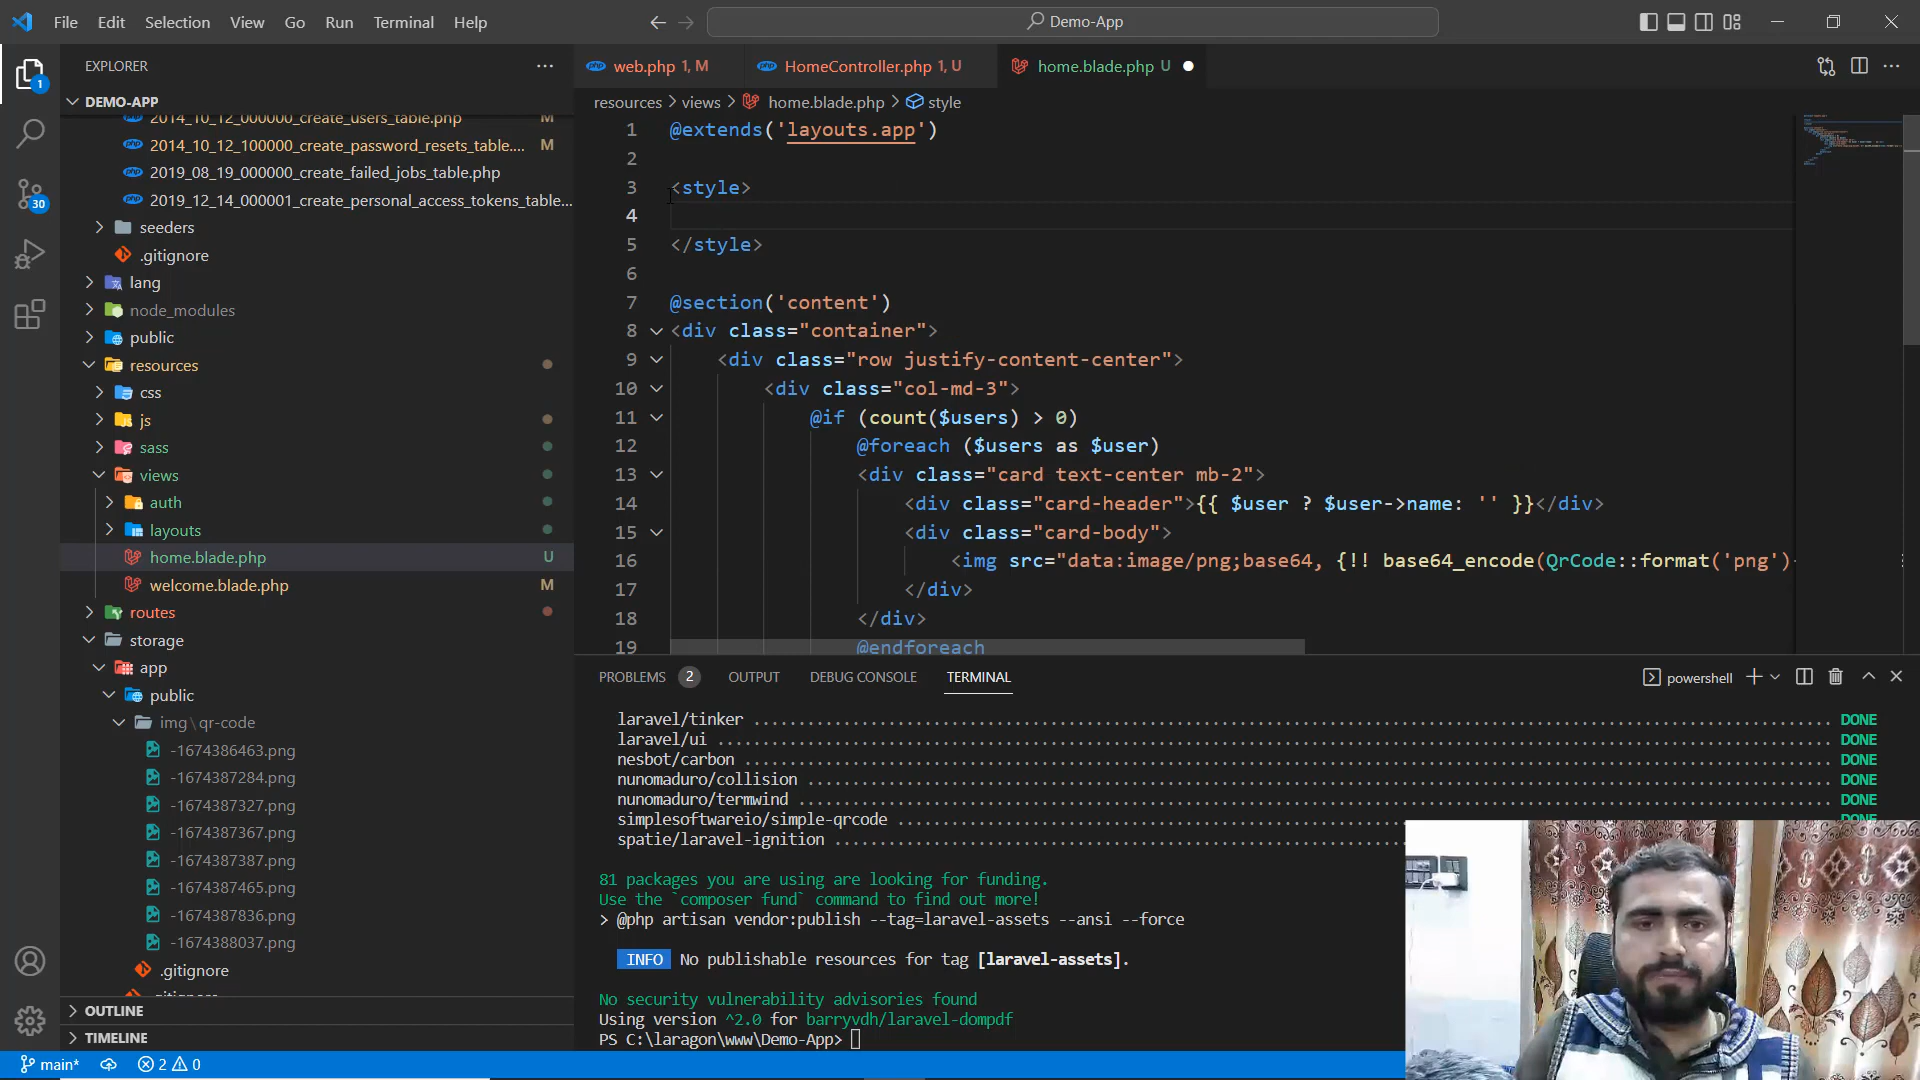 File Edit Selection View Go Run Terminal Help
Demo-App
EXPLORER
DEMO-APP
2014_10_12_000000_create_users_table.php M
2014_10_12_100000_create_password_resets_table.... M
2019_08_19_000000_create_failed_jobs_table.php
2019_12_14_000001_create_personal_access_tokens_table...
seeders
.gitignore
lang
node_modules
public
resources
css
js
sass
views
auth
layouts
home.blade.php U
welcome.blade.php M
routes
storage
app
public
img\qr-code
-1674386463.png
-1674387284.png
-1674387327.png
-1674387367.png
-1674387387.png
-1674387465.png
-1674387836.png
-1674388037.png
.gitignore
.gitignore
OUTLINE
TIMELINE
1
30
web.php 1, M HomeController.php 1, U home.blade.php U
resources > views > home.blade.php > style
1 @extends('layouts.app')
2
3 <style>
4
5 </style>
6
7 @section('content')
8 <div class="container">
9 <div class="row justify-content-center">
10 <div class="col-md-3">
11 @if (count($users) > 0)
12 @foreach ($users as $user)
13 <div class="card text-center mb-2">
14 <div class="card-header">{{ $user ? $user->name: '' }}</div>
15 <div class="card-body">
16 <img src="data:image/png;base64, {!! base64_encode(QrCode::format('png')
17 </div>
18 </div>
19 @endforeach
PROBLEMS 2 OUTPUT DEBUG CONSOLE TERMINAL
powershell
laravel/tinker ........ DONE
laravel/ui ........ DONE
nesbot/carbon ........ DONE
nunomaduro/collision ........ DONE
nunomaduro/termwind ........ DONE
simplesoftwareio/simple-qrcode ........ DONE
spatie/laravel-ignition ........
81 packages you are using are looking for funding.
Use the `composer fund` command to find out more!
> @php artisan vendor:publish --tag=laravel-assets --ansi --force
INFO No publishable resources for tag [laravel-assets].
No security vulnerability advisories found
Using version ^2.0 for barryvdh/laravel-dompdf
PS C:\laragon\www\Demo-App>
main* 2 0